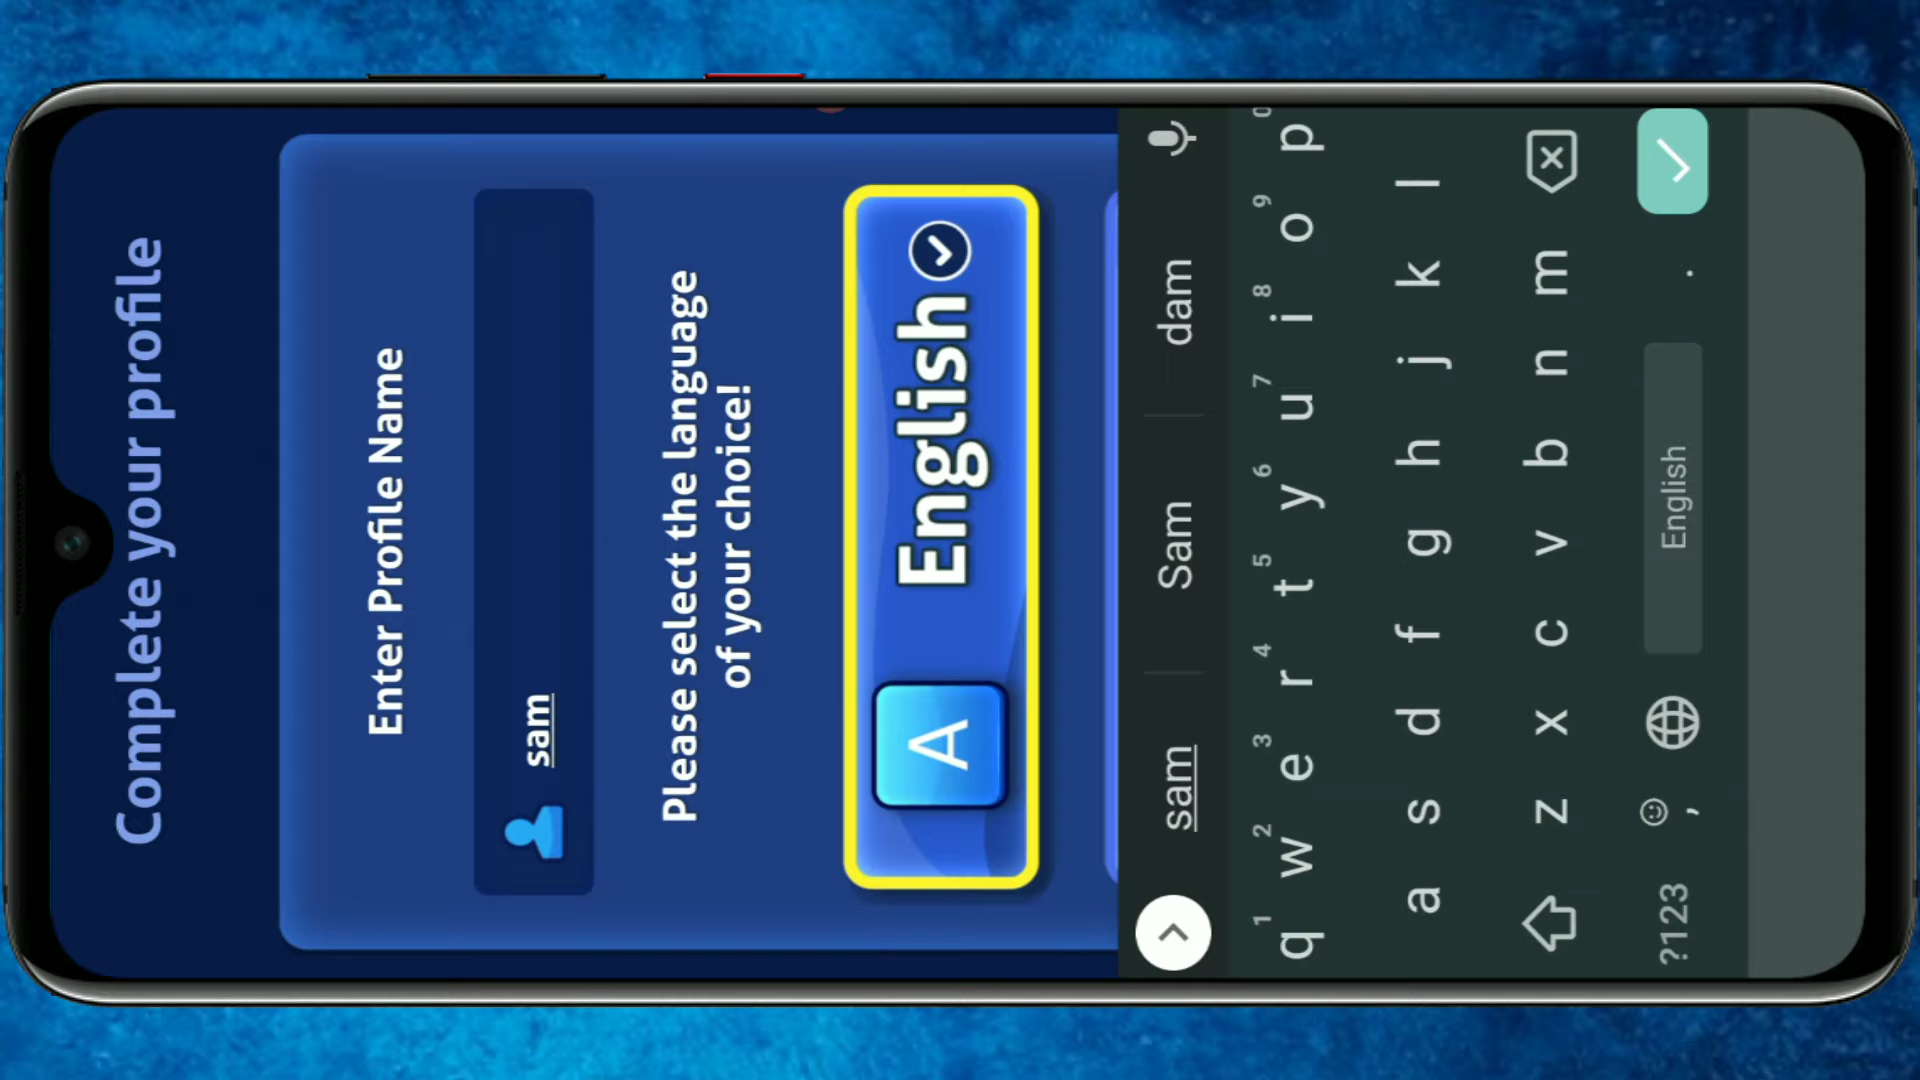 Complete your profile
Enter Profile Name
sam
Please select the language
of your choice!
A English
sam Sam dam
1 2 3 4 5 6 7 8 9 0
q w e r t y u i o p
a s d f g h j k l
z x c v b n m
?123 , English .